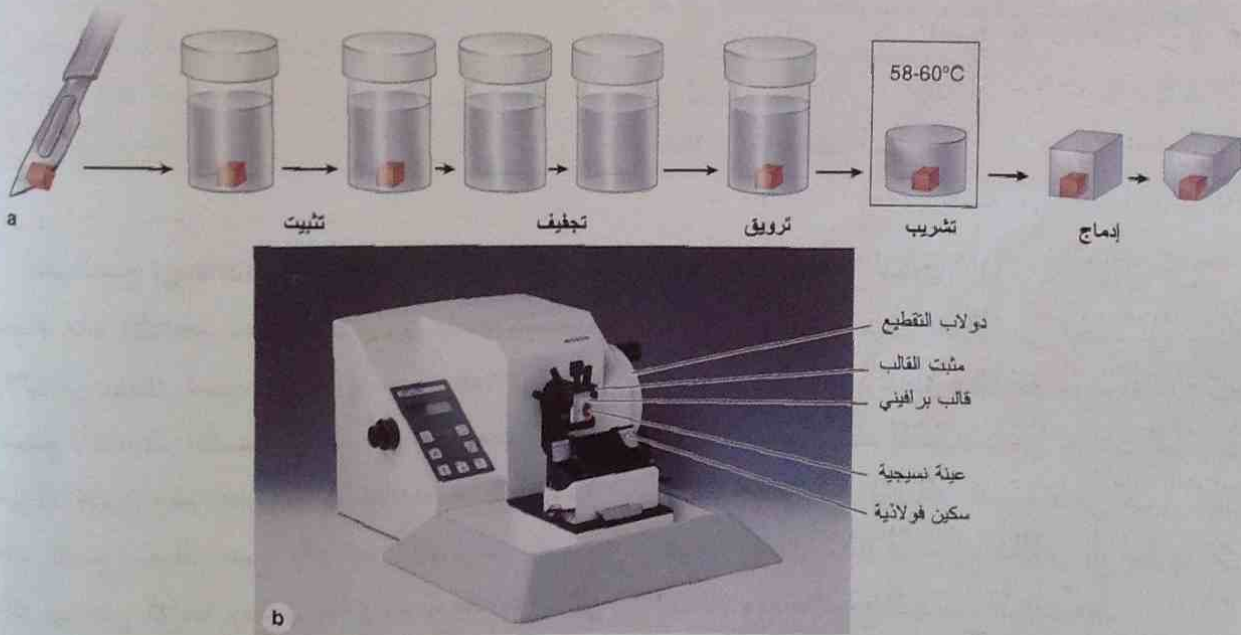 58-60°C
a
تثبيت
تجفيف
ترويق
تشريب
إدماج
دولاب التقطيع
مثبت القالب
قالب برافيني
عينة نسيجية
سكين فولاذية
b